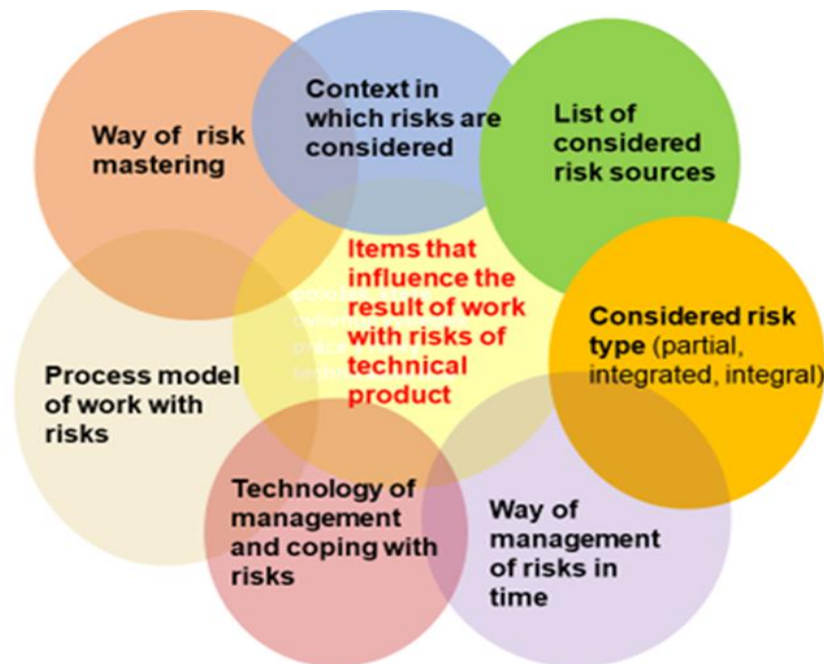 Way of risk
mastering
Context in
which risks are
considered
List of
considered
risk sources
Items that
influence the
result of work
with risks of
technical
product
Considered risk
type (partial,
integrated, integral)
Process model
of work with
risks
Technology of
management
and coping with
risks
Way of
management
of risks in
time